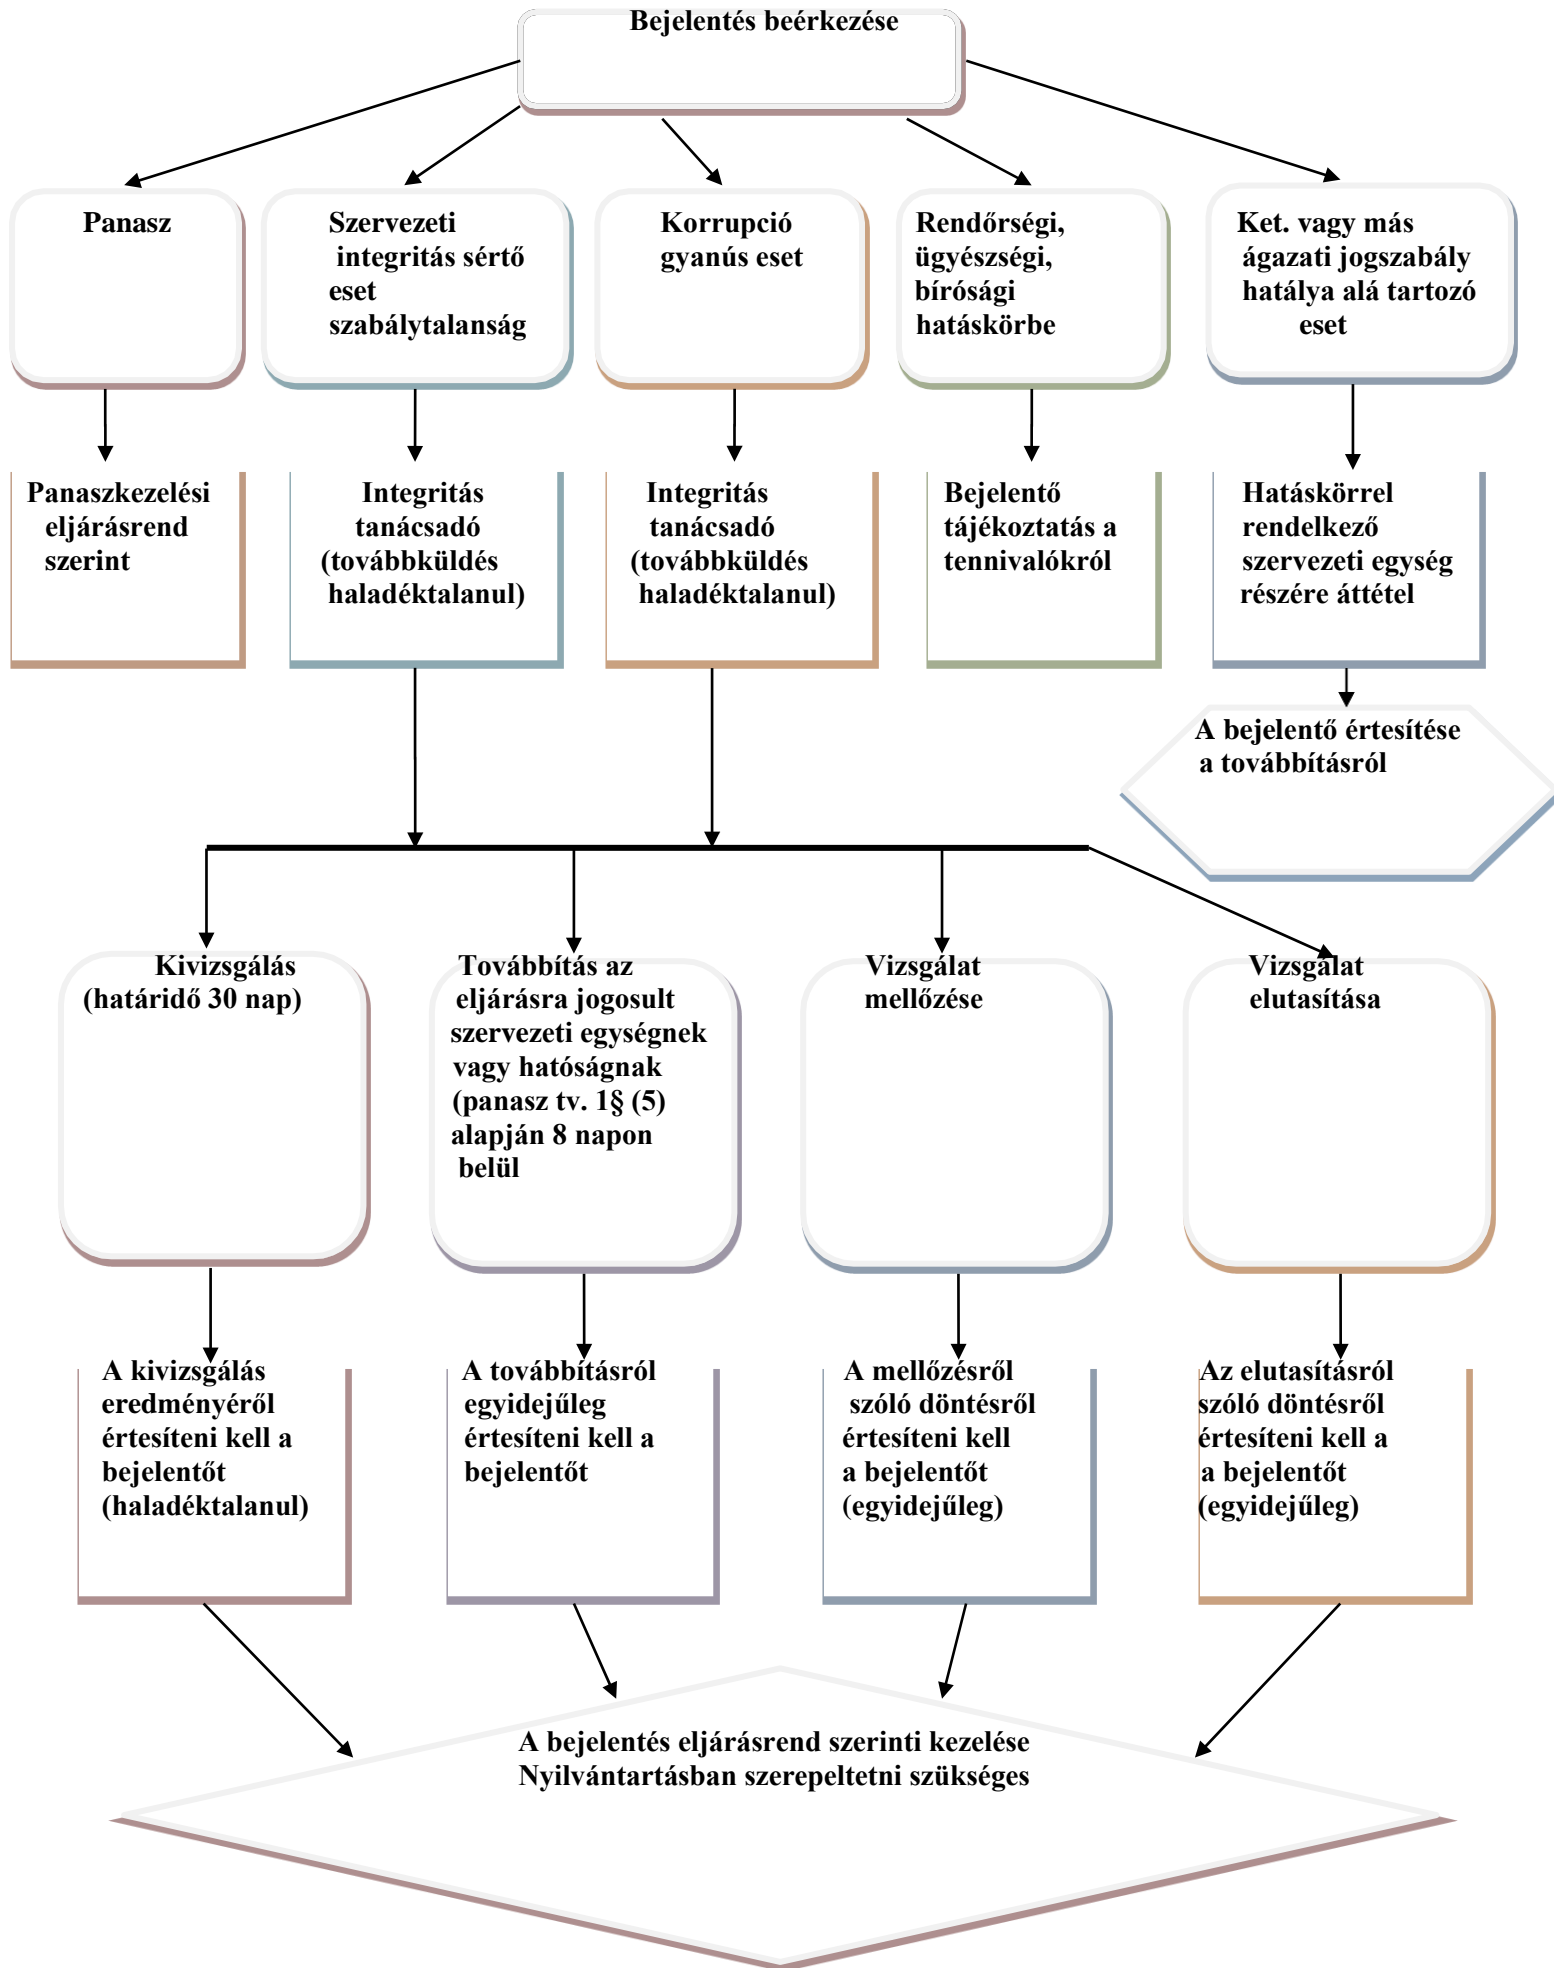 Bejelentés beérkezése
Panasz
Szervezeti
integritás sértő
eset
szabálytalanság
Korrupció
gyanús eset
Rendőrségi,
ügyészségi,
bírósági
hatáskörbe
Ket. vagy más
ágazati jogszabály
hatálya alá tartozó
eset
Panaszkezelési
eljárásrend
szerint
Integritás
tanácsadó
(továbbküldés
haladéktalanul)
Integritás
tanácsadó
(továbbküldés
haladéktalanul)
Bejelentő
tájékoztatás a
tennivalókról
Hatáskörrel
rendelkező
szervezeti egység
részére áttétel
A bejelentő értesítése
a továbbításról
Kivizsgálás
(határidő 30 nap)
Továbbítás az
eljárásra jogosult
szervezeti egységnek
vagy hatóságnak
(panasz tv. 1§ (5)
alapján 8 napon
belül
Vizsgálat
mellőzése
Vizsgálat
elutasítása
A kivizsgálás
eredményéről
értesíteni kell a
bejelentőt
(haladéktalanul)
A továbbításról
egyidejűleg
értesíteni kell a
bejelentőt
A mellőzésről
szóló döntésről
értesíteni kell
a bejelentőt
(egyidejűleg)
Az elutasításról
szóló döntésről
értesíteni kell a
a bejelentőt
(egyidejűleg)
A bejelentés eljárásrend szerinti kezelése
Nyilvántartásban szerepeltetni szükséges